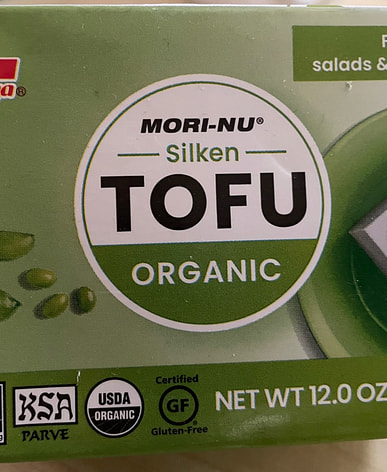 salads &
MORI-NU®
Silken
TOFU
ORGANIC
KSA
PARVE
USDA
ORGANIC
Certified
GF
Gluten-Free
NET WT 12.0 OZ